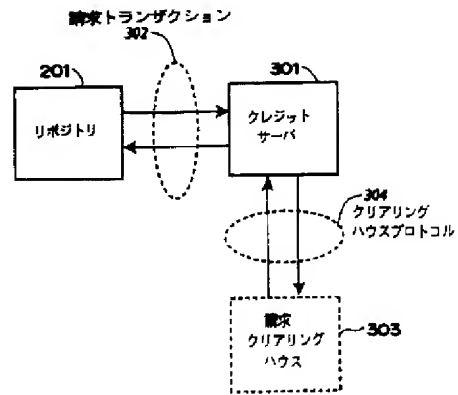 請求トランザクション
302
201
リポジトリ
301
クレジット
サーバ
304
クリアリング
ハウスプロトコル
請求
クリアリング
ハウス
303